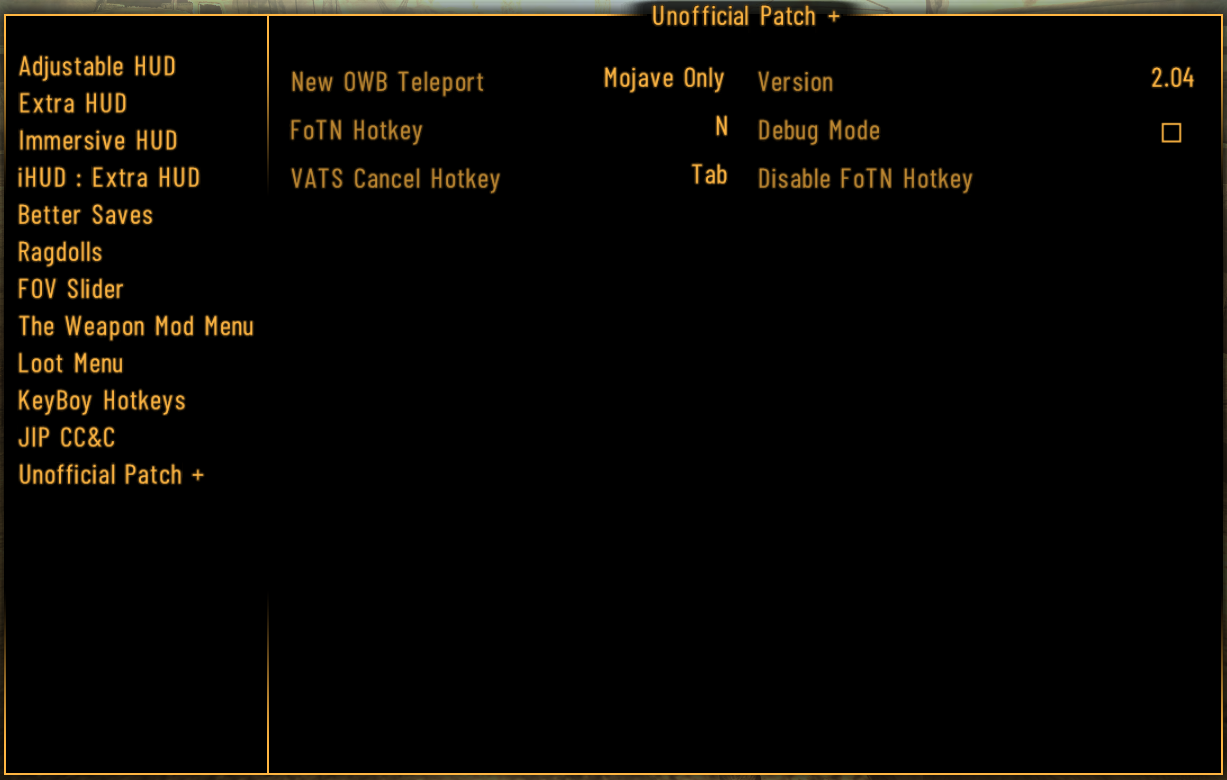 Unofficial Patch +
Adjustable HUD
Extra HUD
Immersive HUD
iHUD : Extra HUD
Better Saves
Ragdolls
FOV Slider
The Weapon Mod Menu
Loot Menu
KeyBoy Hotkeys
JIP CC&C
Unofficial Patch +
New OWB Teleport Mojave Only
FoTN Hotkey N
VATS Cancel Hotkey Tab
Version 2.04
Debug Mode
Disable FoTN Hotkey